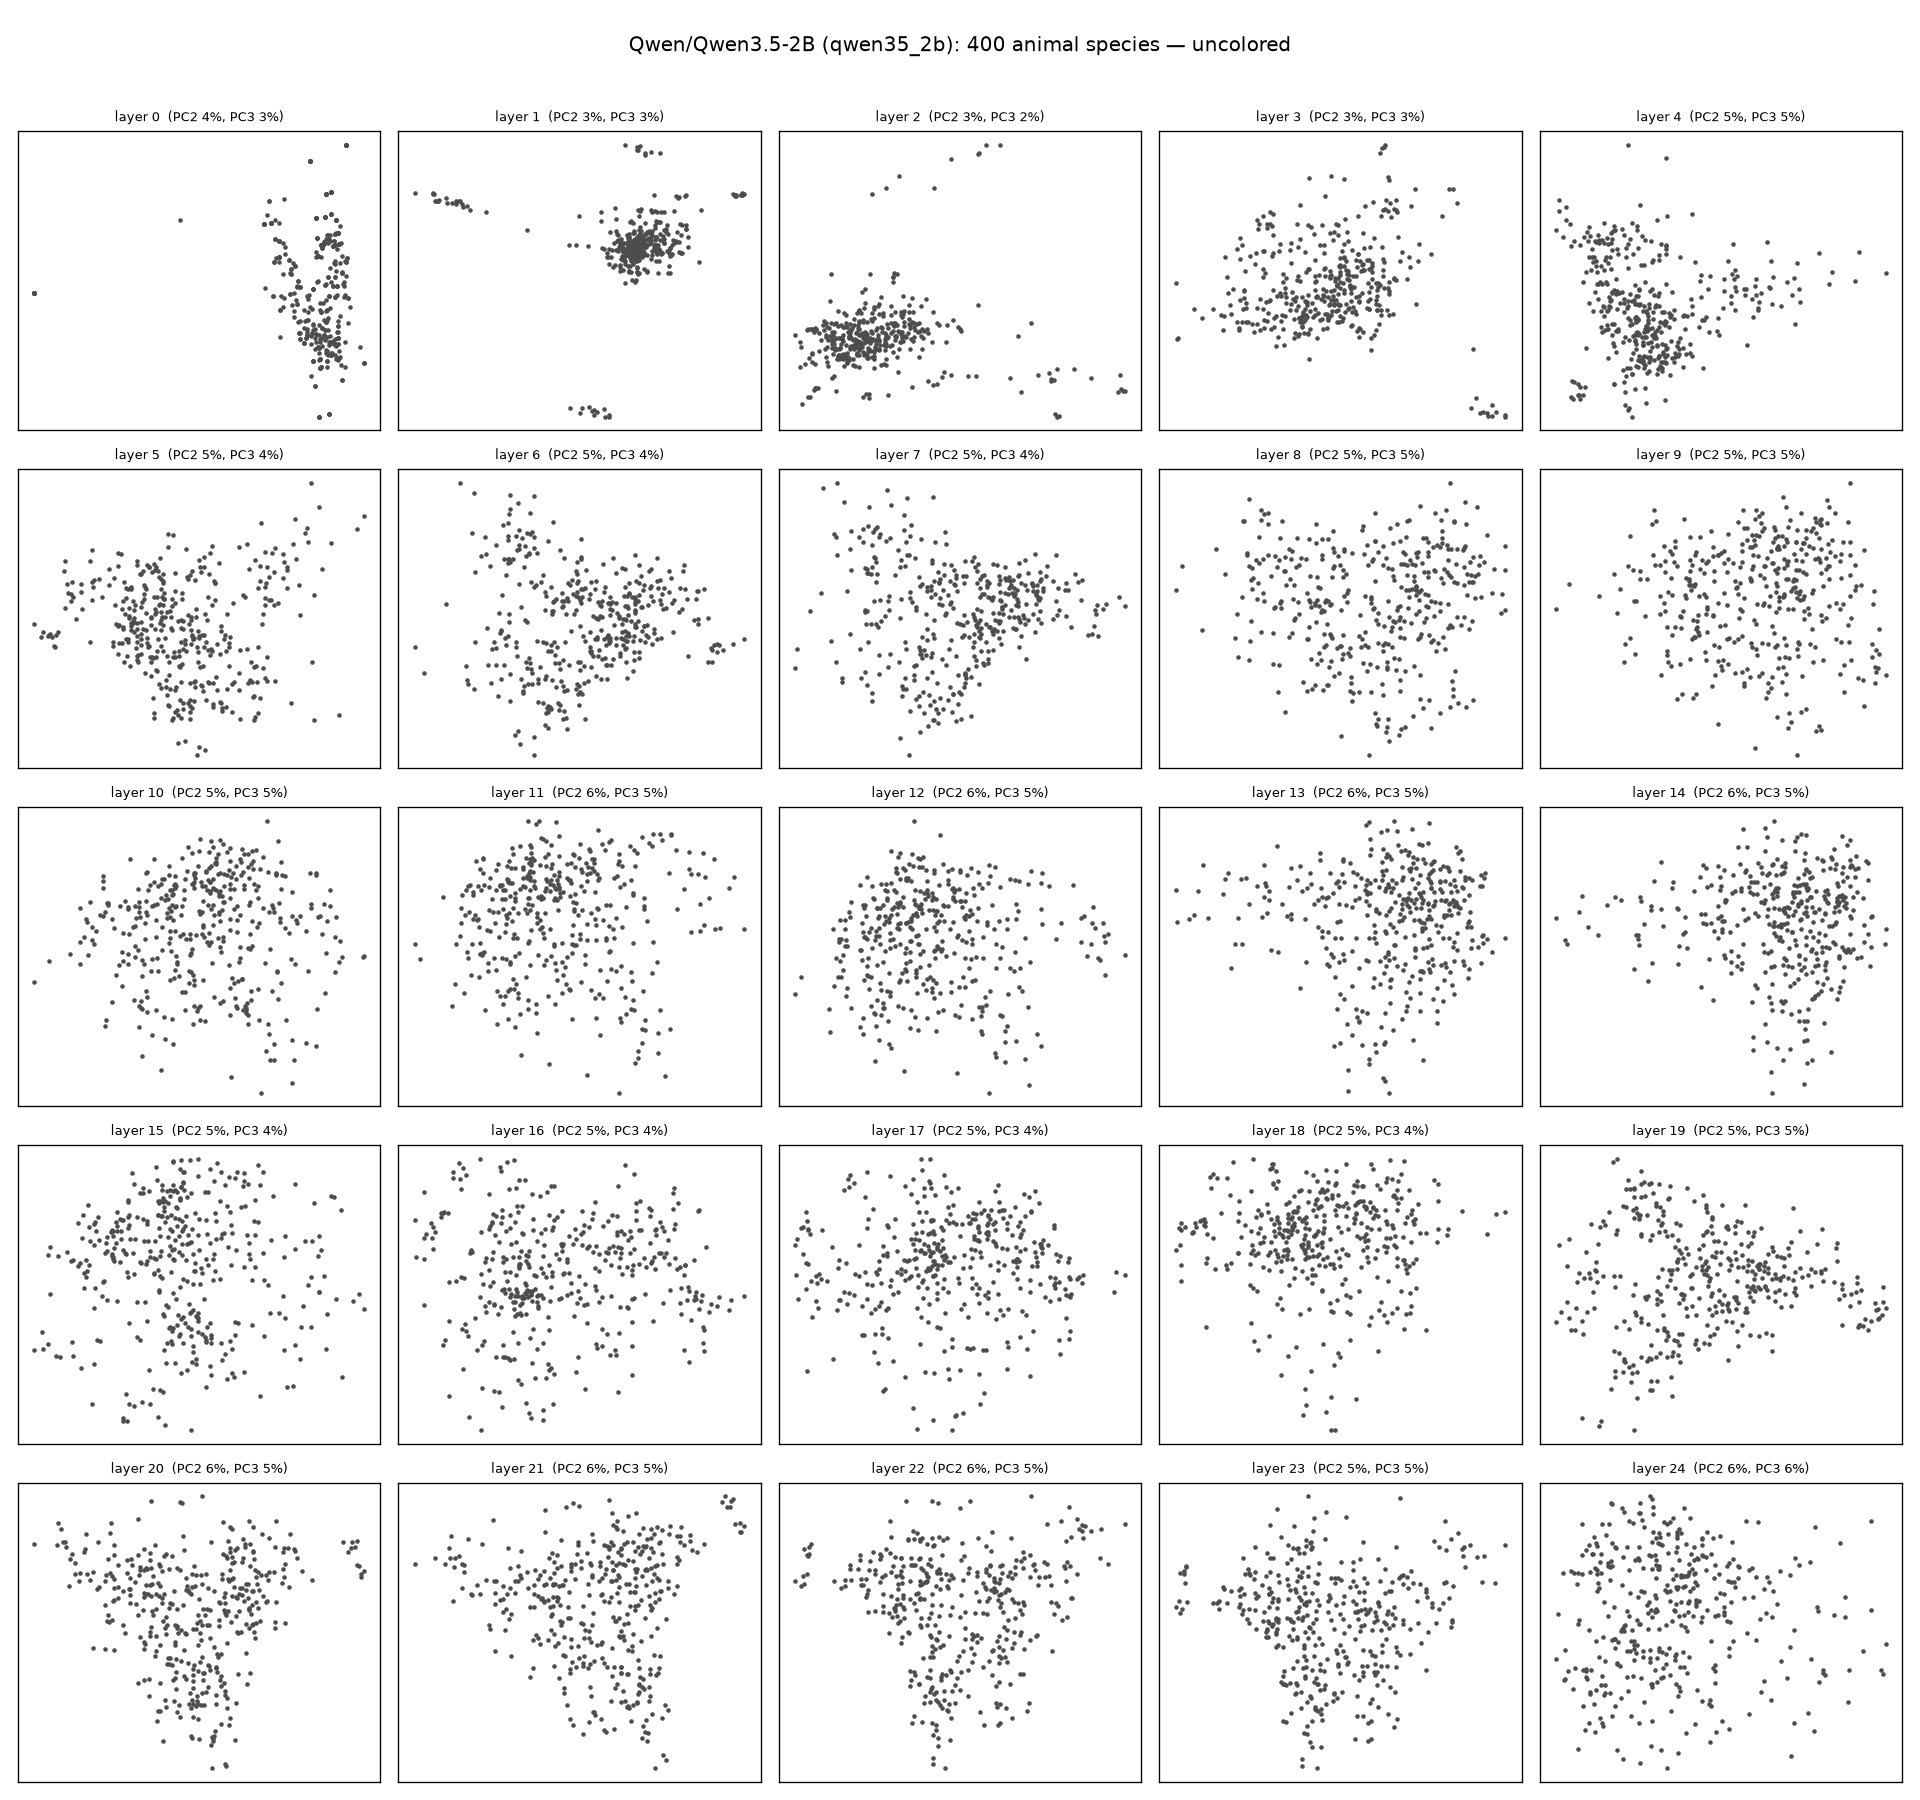 Qwen/Qwen3.5-2B (qwen35_2b): 400 animal species — uncolored
layer 0  (PC2 4%, PC3 3%)
layer 1  (PC2 3%, PC3 3%)
layer 2  (PC2 3%, PC3 2%)
layer 3  (PC2 3%, PC3 3%)
layer 4  (PC2 5%, PC3 5%)
layer 5  (PC2 5%, PC3 4%)
layer 6  (PC2 5%, PC3 4%)
layer 7  (PC2 5%, PC3 4%)
layer 8  (PC2 5%, PC3 5%)
layer 9  (PC2 5%, PC3 5%)
layer 10  (PC2 5%, PC3 5%)
layer 11  (PC2 6%, PC3 5%)
layer 12  (PC2 6%, PC3 5%)
layer 13  (PC2 6%, PC3 5%)
layer 14  (PC2 6%, PC3 5%)
layer 15  (PC2 5%, PC3 4%)
layer 16  (PC2 5%, PC3 4%)
layer 17  (PC2 5%, PC3 4%)
layer 18  (PC2 5%, PC3 4%)
layer 19  (PC2 5%, PC3 5%)
layer 20  (PC2 6%, PC3 5%)
layer 21  (PC2 6%, PC3 5%)
layer 22  (PC2 6%, PC3 5%)
layer 23  (PC2 5%, PC3 5%)
layer 24  (PC2 6%, PC3 6%)